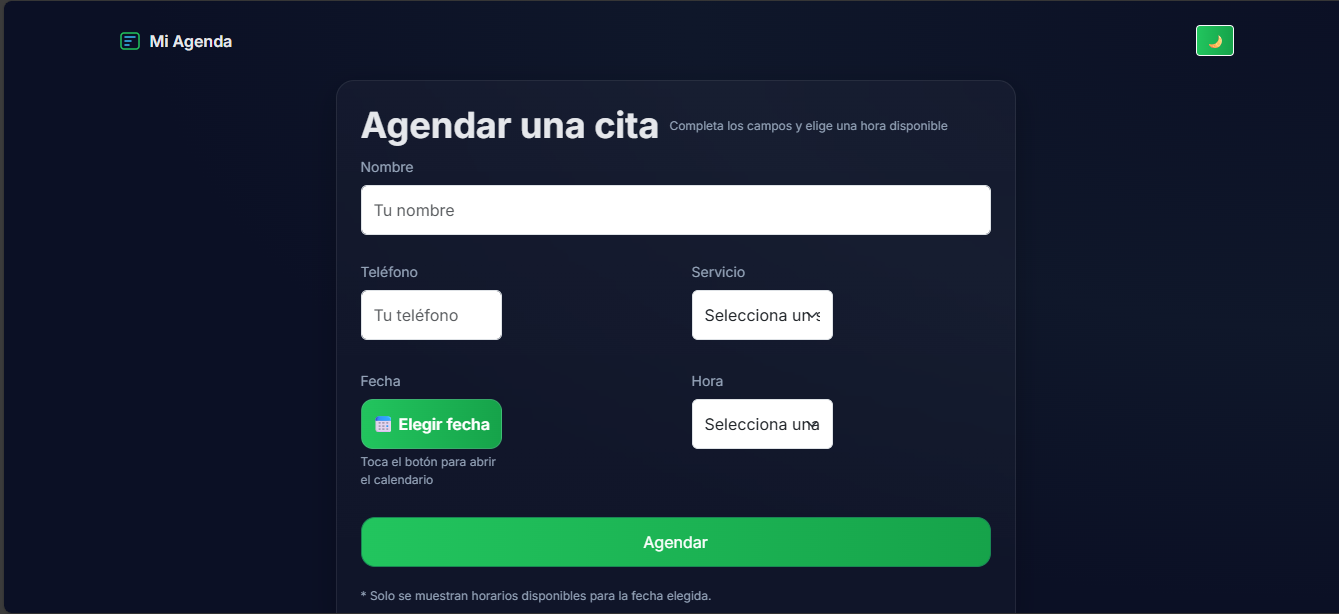 Mi Agenda
Agendar una cita Completa los campos y elige una hora disponible
Nombre
Tu nombre
Teléfono Servicio
Tu teléfono Selecciona un s
Fecha Hora
Elegir fecha Selecciona una
Toca el botón para abrir
el calendario
Agendar
* Solo se muestran horarios disponibles para la fecha elegida.